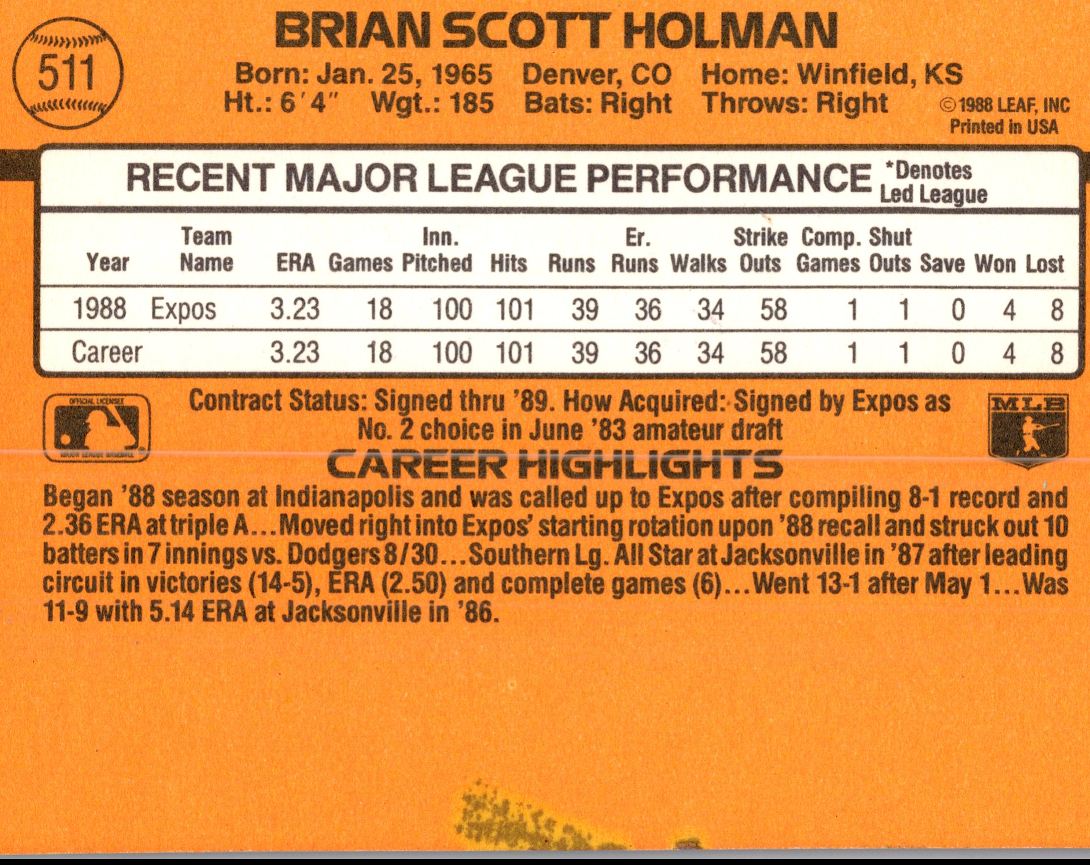 BRIAN SCOTT HOLMAN
511
Born: Jan. 25, 1965 Denver, CO Home: Winfield, KS
Ht.: 6'4" Wgt.: 185 Bats: Right Throws: Right
©1988 LEAF, INC
Printed in USA
RECENT MAJOR LEAGUE PERFORMANCE *Denotes
Led League
Team Inn. Er. Strike Comp. Shut
Year Name ERA Games Pitched Hits Runs Runs Walks Outs Games Outs Save Won Lost
1988 Expos 3.23 18 100 101 39 36 34 58 1 1 0 4 8
Career 3.23 18 100 101 39 36 34 58 1 1 0 4 8
OFFICIAL LICENSEE
MAJOR LEAGUE BASEBALL
Contract Status: Signed thru '89. How Acquired: Signed by Expos as
No. 2 choice in June '83 amateur draft
MLB
CAREER HIGHLIGHTS
Began '88 season at Indianapolis and was called up to Expos after compiling 8-1 record and
2.36 ERA at triple A...Moved right into Expos' starting rotation upon '88 recall and struck out 10
batters in 7 innings vs. Dodgers 8/30...Southern Lg. All Star at Jacksonville in '87 after leading
circuit in victories (14-5), ERA (2.50) and complete games (6)...Went 13-1 after May 1...Was
11-9 with 5.14 ERA at Jacksonville in '86.